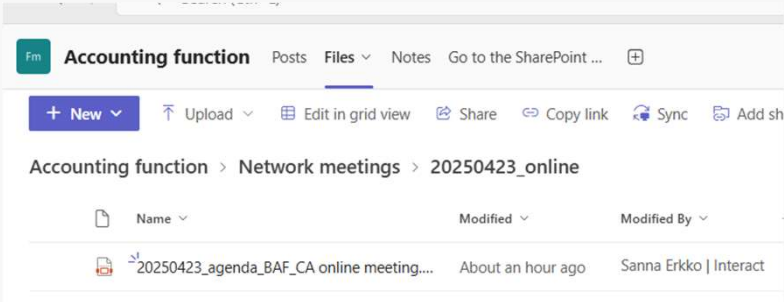 Fm Accounting function Posts Files Notes Go to the SharePoint ...
+ New Upload Edit in grid view Share Copy link Sync Add sh
Accounting function > Network meetings > 20250423_online
Name Modified Modified By
20250423_agenda_BAF_CA online meeting.... About an hour ago Sanna Erkko | Interact